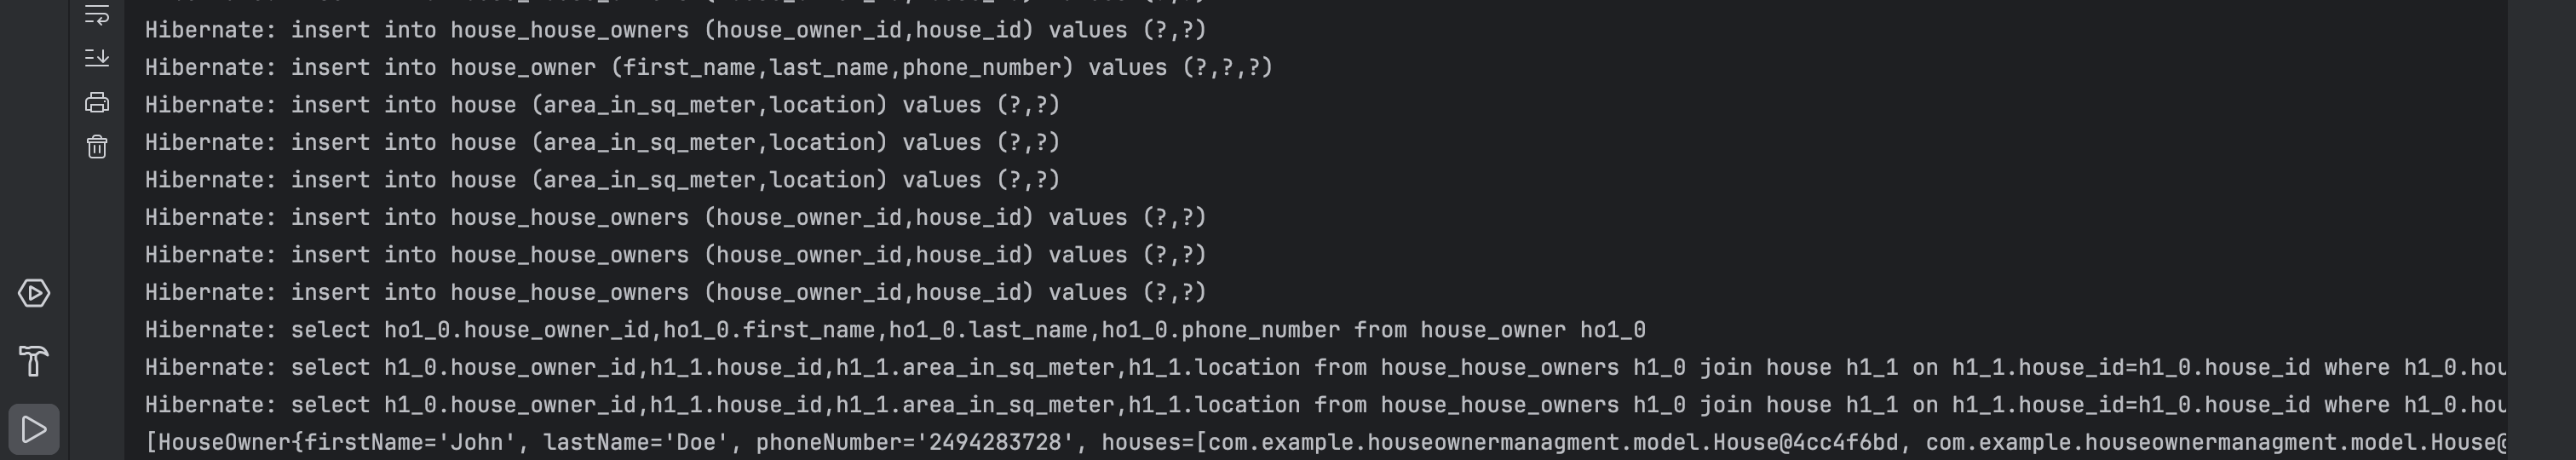 Hibernate: insert into house_house_owners (house_owner_id,house_id) values (?,?)
Hibernate: insert into house_owner (first_name,last_name,phone_number) values (?,?,?)
Hibernate: insert into house (area_in_sq_meter,location) values (?,?)
Hibernate: insert into house (area_in_sq_meter,location) values (?,?)
Hibernate: insert into house (area_in_sq_meter,location) values (?,?)
Hibernate: insert into house_house_owners (house_owner_id,house_id) values (?,?)
Hibernate: insert into house_house_owners (house_owner_id,house_id) values (?,?)
Hibernate: insert into house_house_owners (house_owner_id,house_id) values (?,?)
Hibernate: select ho1_0.house_owner_id,ho1_0.first_name,ho1_0.last_name,ho1_0.phone_number from house_owner ho1_0
Hibernate: select h1_0.house_owner_id,h1_1.house_id,h1_1.area_in_sq_meter,h1_1.location from house_house_owners h1_0 join house h1_1 on h1_1.house_id=h1_0.house_id where h1_0.hou
Hibernate: select h1_0.house_owner_id,h1_1.house_id,h1_1.area_in_sq_meter,h1_1.location from house_house_owners h1_0 join house h1_1 on h1_1.house_id=h1_0.house_id where h1_0.hou
[HouseOwner{firstName='John', lastName='Doe', phoneNumber='2494283728', houses=[com.example.houseownermanagment.model.House@4cc4f6bd, com.example.houseownermanagment.model.House@